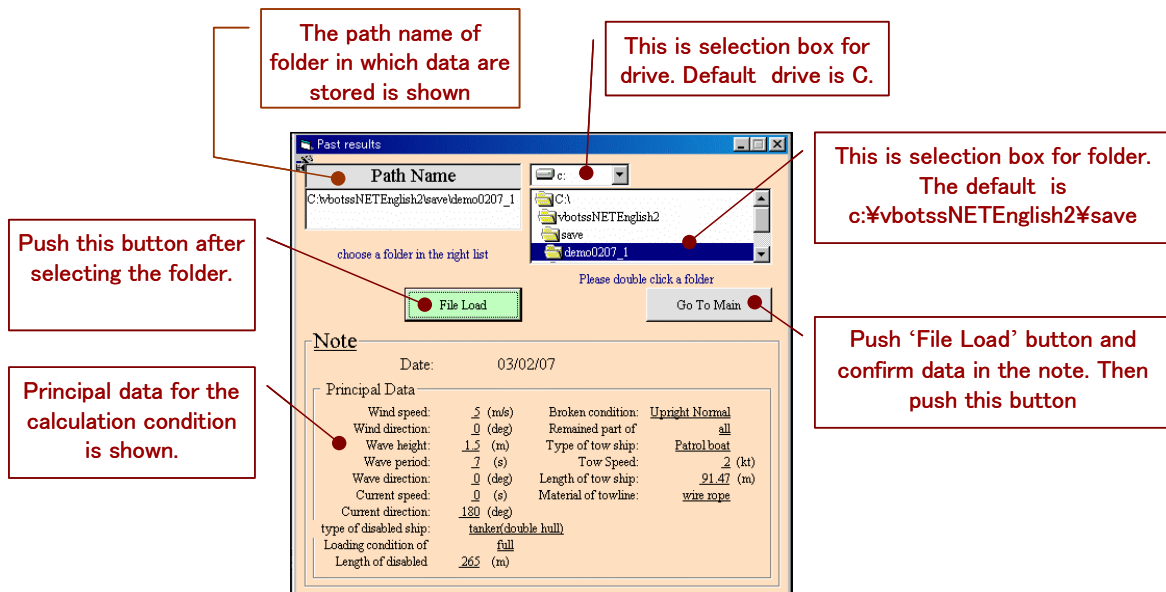 The path name of
folder in which data are
stored is shown
This is selection box for
drive. Default drive is C.
Past results
Path Name
C:\vbotssNETEnglish2\save\demo0207_1
c:
C:\
vbotssNETEnglish2
save
demo0207_1
This is selection box for folder.
The default is
c:¥vbotssNETEnglish2¥save
Push this button after
selecting the folder.
choose a folder in the right list
Please double click a folder
File Load
Go To Main
Push ‘File Load’ button and
confirm data in the note. Then
push this button
Principal data for the
calculation condition
is shown.
Note
Date: 03/02/07
Principal Data
Wind speed: 5 (m/s) Broken condition: Upright Normal
Wind direction: 0 (deg) Remained part of all
Wave height: 1.5 (m) Type of tow ship: Patrol boat
Wave period: 7 (s) Tow Speed: 2 (kt)
Wave direction: 0 (deg) Length of tow ship: 91.47 (m)
Current speed: 0 (s) Material of towline: wire rope
Current direction: 180 (deg)
type of disabled ship: tanker(double hull)
Loading condition of full
Length of disabled 265 (m)